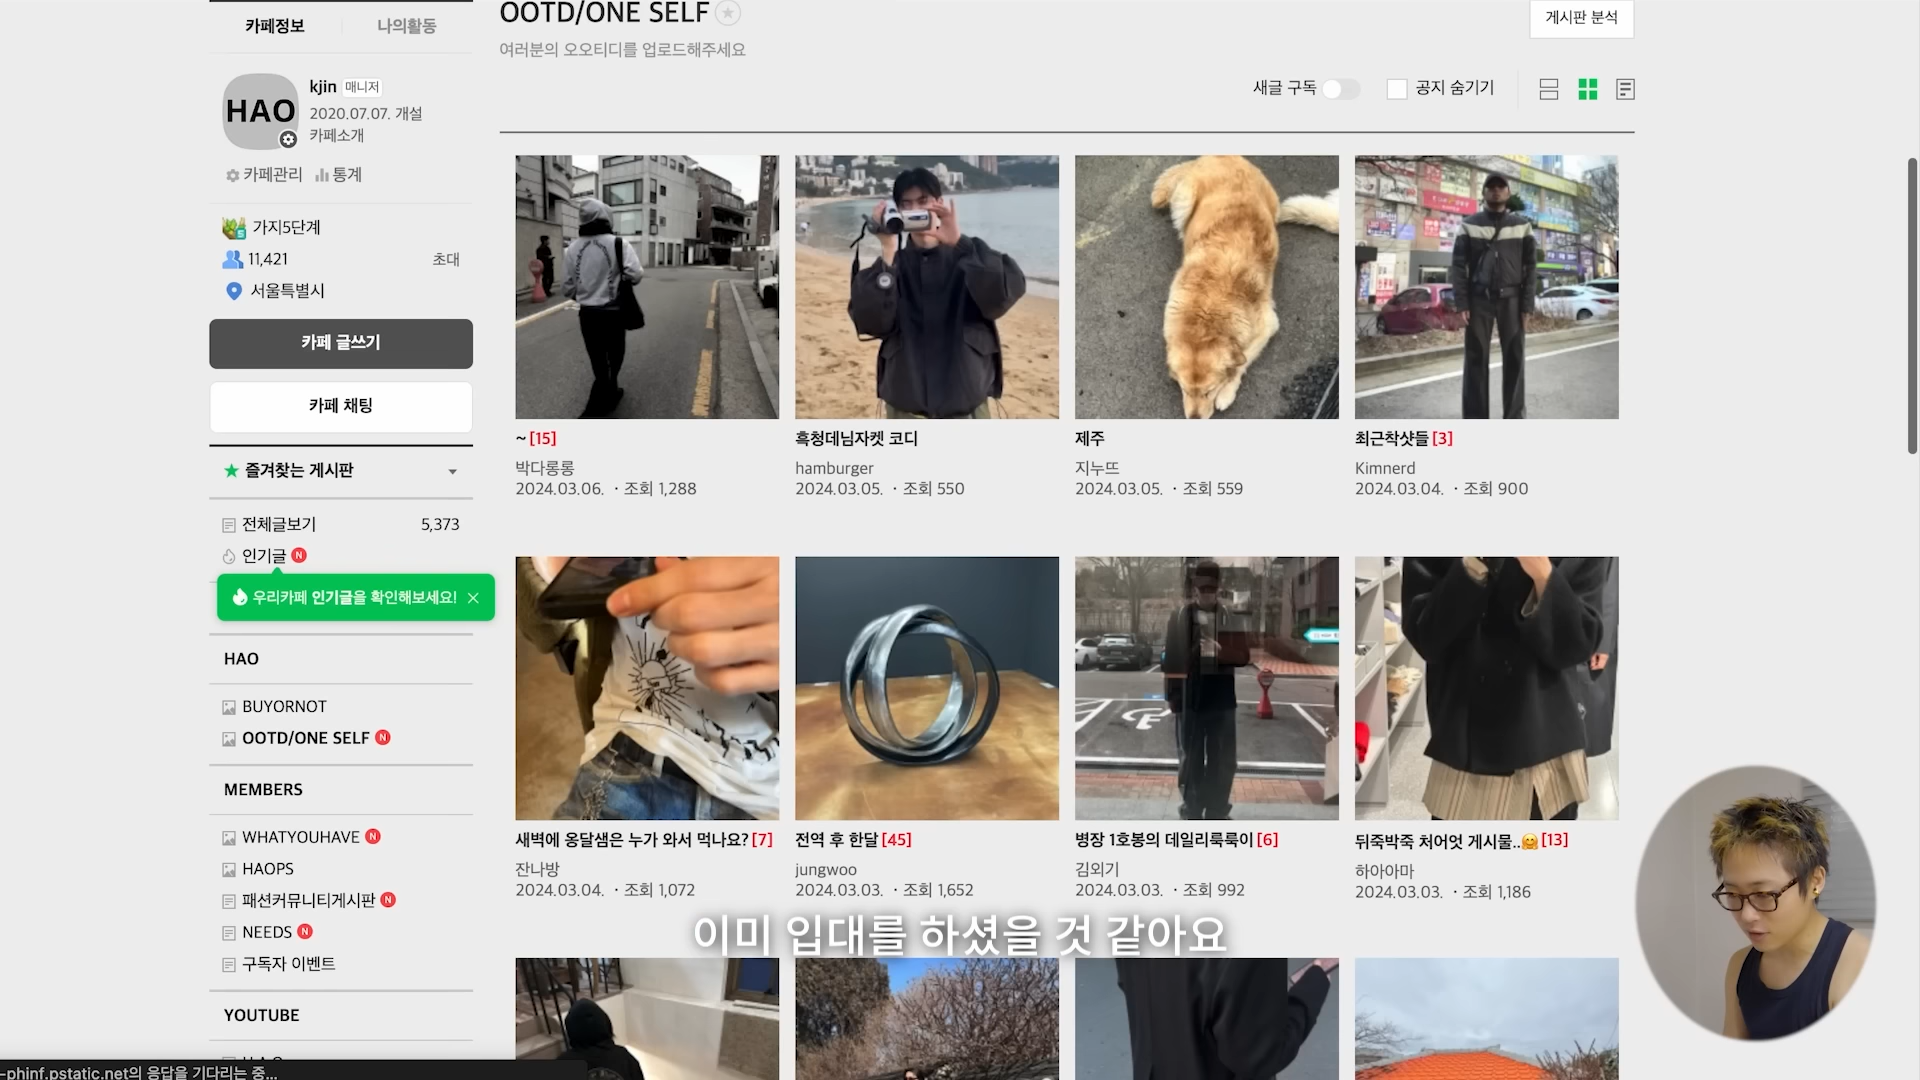 카페정보
나의활동
HAO
kjin 매니저
2020.07.07. 개설
카페소개
카페관리 통계
가지5단계
5
11,421 초대
서울특별시
카페 글쓰기
카페 채팅
즐겨찾는 게시판
전체글보기 5,373
인기글 N
우리카페 인기글을 확인해보세요!
HAO
BUYORNOT
OOTD/ONE SELF N
MEMBERS
WHATYOUHAVE N
HAOPS
패션커뮤니티게시판 N
NEEDS N
구독자 이벤트
YOUTUBE
-phinf.pstatic.net의 응답을 기다리는 중...
OOTD/ONE SELF
여러분의 오오티디를 업로드해주세요
게시판 분석
새글 구독 공지 숨기기
~ [15]
박다롱롱
2024.03.06. · 조회 1,288
흑청데님자켓 코디
hamburger
2024.03.05. · 조회 550
제주
지누뜨
2024.03.05. · 조회 559
최근착샷들 [3]
Kimnerd
2024.03.04. · 조회 900
새벽에 옹달샘은 누가 와서 먹나요? [7]
잔나방
2024.03.04. · 조회 1,072
전역 후 한달 [45]
jungwoo
2024.03.03. · 조회 1,652
병장 1호봉의 데일리룩룩이 [6]
김외기
2024.03.03. · 조회 992
뒤죽박죽 처어엇 게시물..🤗 [13]
하아아마
2024.03.03. · 조회 1,186
이미 입대를 하셨을 것 같아요